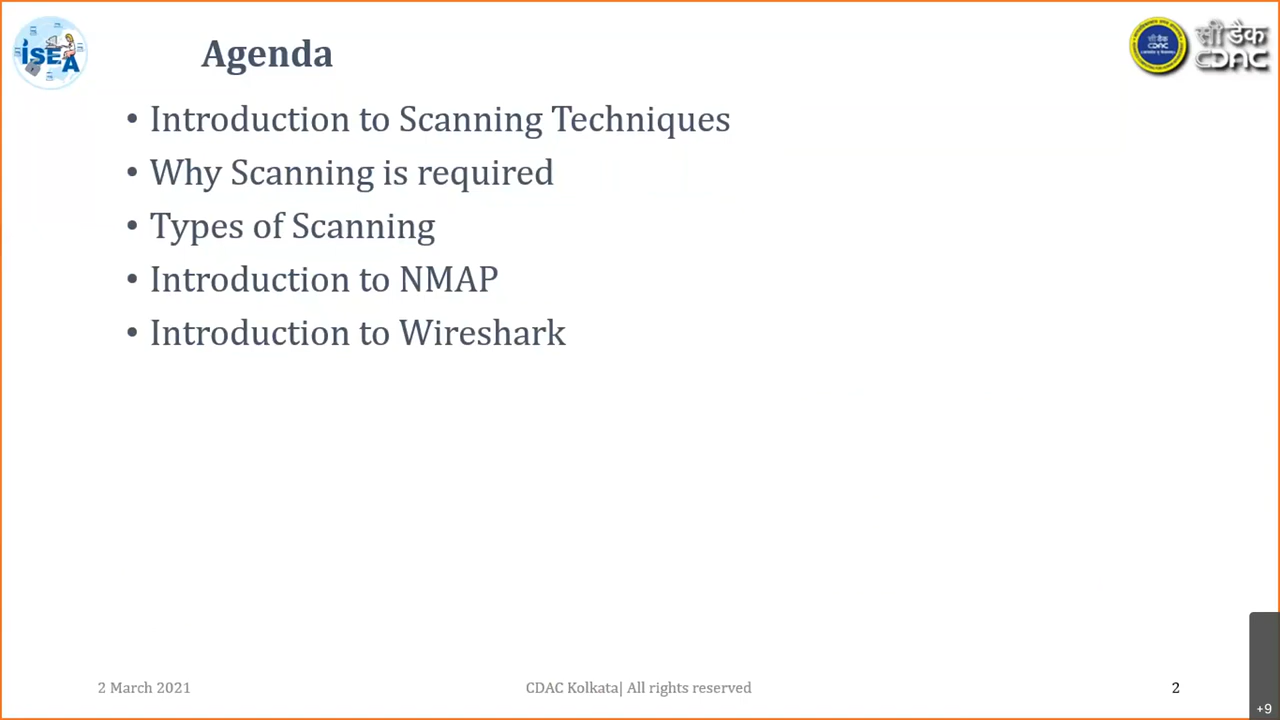 ISEA
Agenda
सी डैक
CDAC
सी डैक
CDAC
• Introduction to Scanning Techniques
• Why Scanning is required
• Types of Scanning
• Introduction to NMAP
• Introduction to Wireshark
2 March 2021
CDAC Kolkata| All rights reserved
2
+9